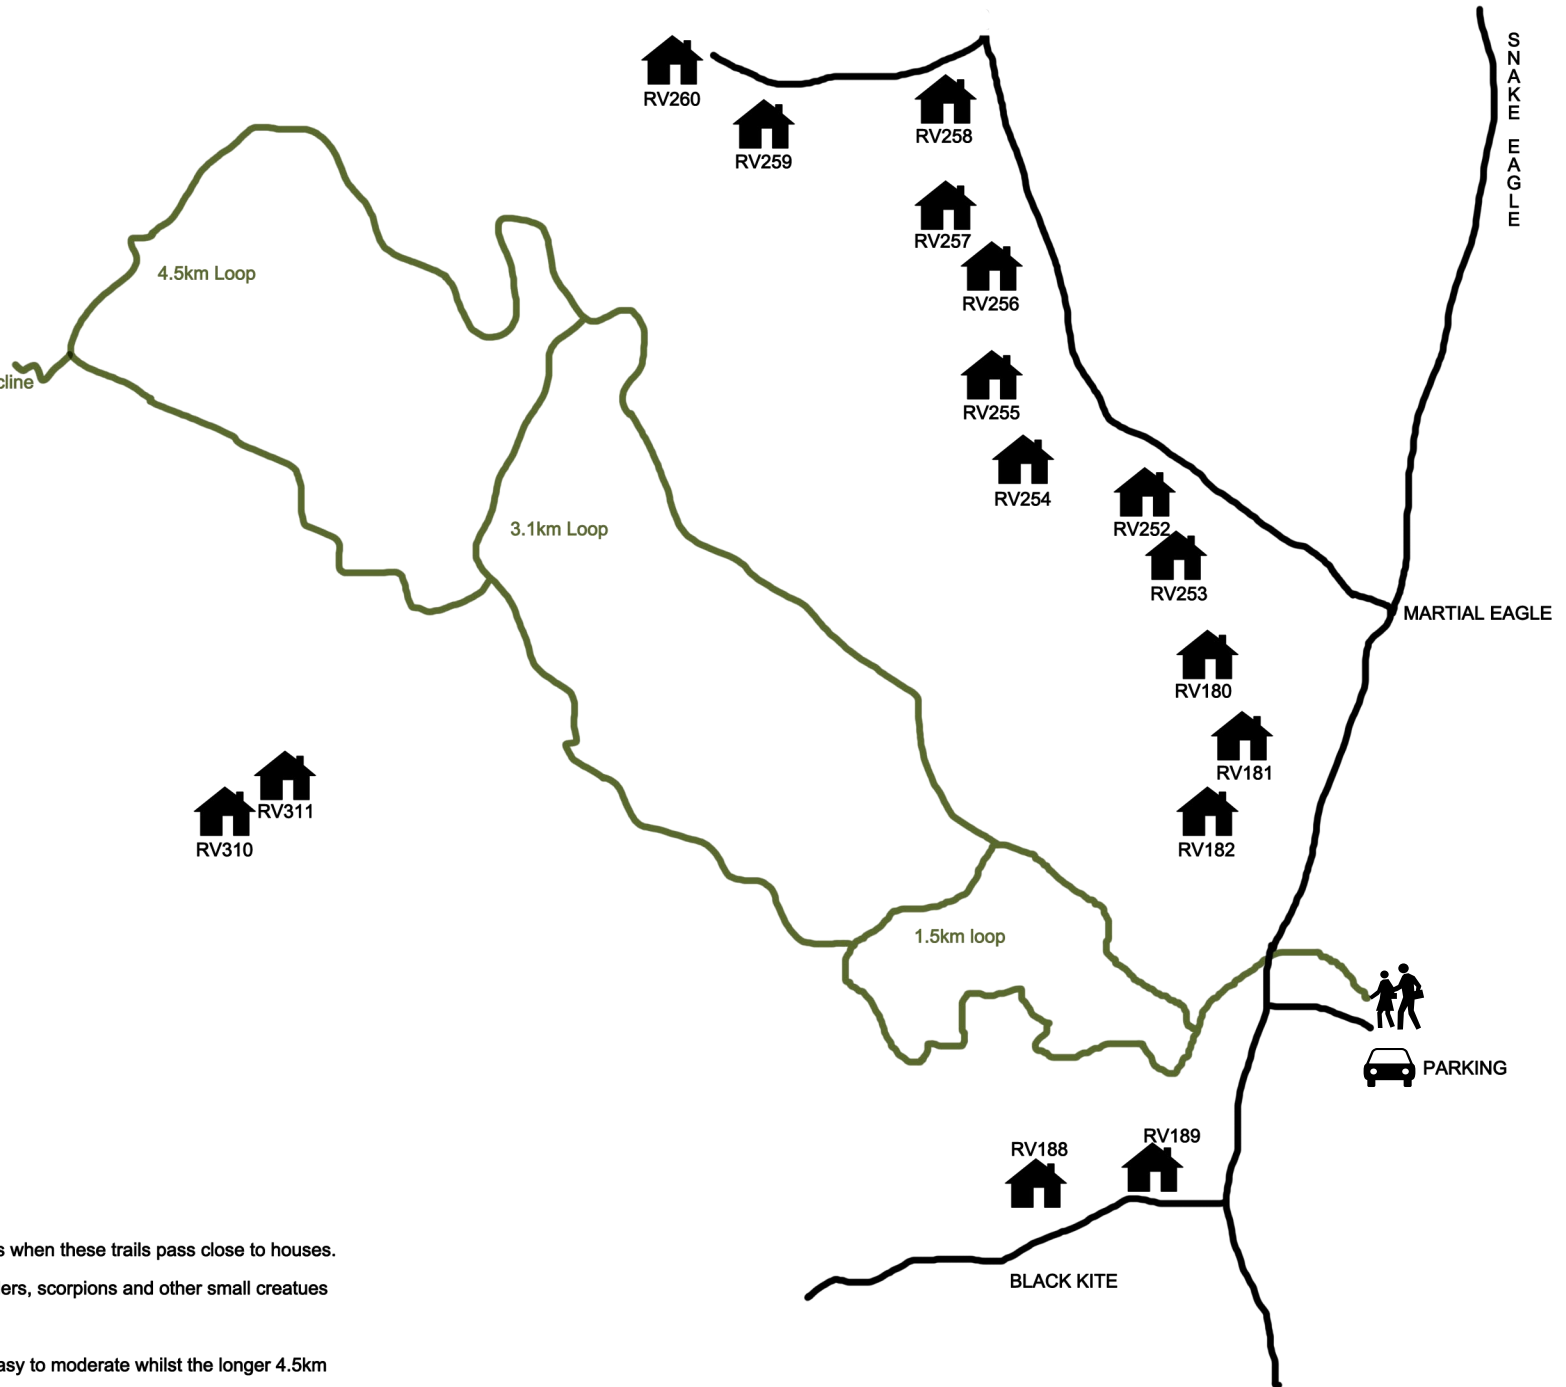 SNAKE EAGLE
RV260
RV258
RV259
RV257
4.5km Loop
RV256
cline
RV255
RV254
3.1km Loop
RV252
RV253
MARTIAL EAGLE
RV180
RV181
RV311
RV310
RV182
1.5km loop
PARKING
RV189
RV188
s when these trails pass close to houses.
BLACK KITE
ers, scorpions and other small creatues
asy to moderate whilst the longer 4.5km